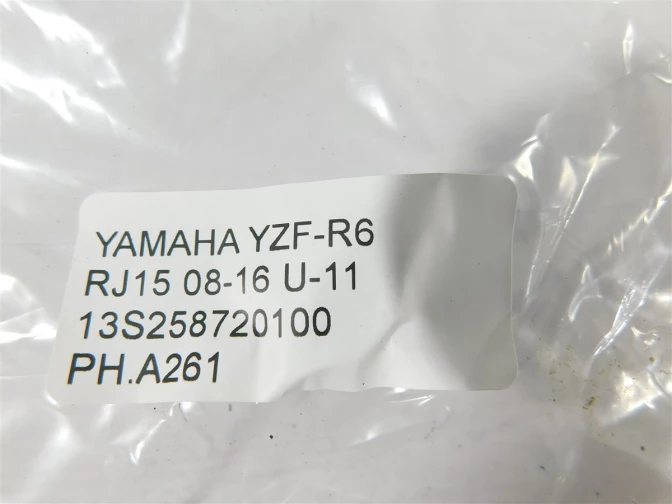 YAMAHA YZF-R6
RJ15 08-16 U-11
13S258720100
PH.A261